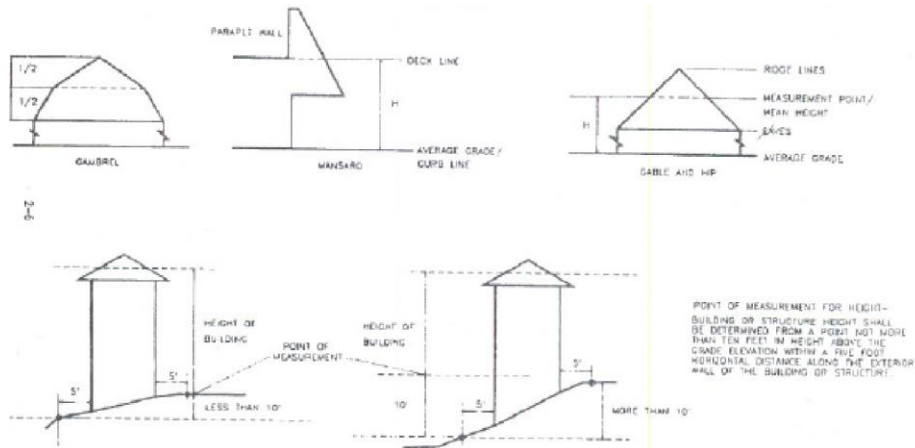 1/2
1/2
GAMBREL
PARAPLT WALL
DECK LINE
H
AVERAGE GRADE/
CURB LINE
MANSARD
RIDGE LINES
MEASUREMENT POINT/
MEAN HEIGHT
H
EAVES
AVERAGE GRADE
GABLE AND HIP
2-6
HEIGHT OF
BUILDING
POINT OF
MEASUREMENT
5'
5'
LESS THAN 10'
HEIGHT OF
BUILDING
10'
5'
5'
MORE THAN 10'
POINT OF MEASUREMENT FOR HEIGHT-
BUILDING OR STRUCTURE HEIGHT SHALL
BE DETERMINED FROM A POINT NOT MORE
THAN TEN FEET IN HEIGHT ABOVE THE
GRADE ELEVATION WITHIN A FIVE FOOT
HORIZONTAL DISTANCE ALONG THE EXTERIOR
WALL OF THE BUILDING OR STRUCTURE.